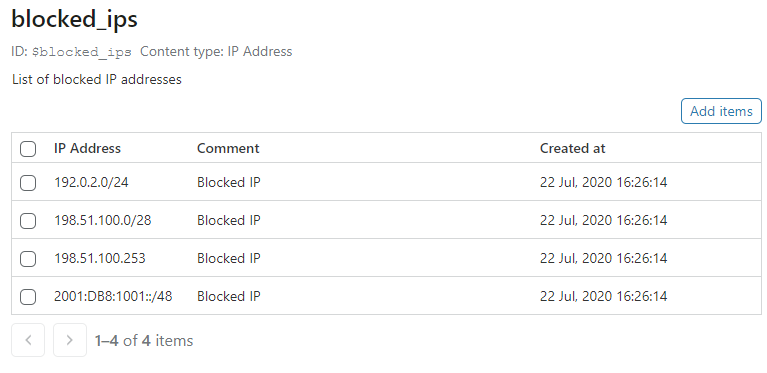 blocked_ips
ID: $blocked_ips Content type: IP Address
List of blocked IP addresses
Add items
IP Address Comment Created at
192.0.2.0/24 Blocked IP 22 Jul, 2020 16:26:14
198.51.100.0/28 Blocked IP 22 Jul, 2020 16:26:14
198.51.100.253 Blocked IP 22 Jul, 2020 16:26:14
2001:DB8:1001::/48 Blocked IP 22 Jul, 2020 16:26:14
1–4 of 4 items